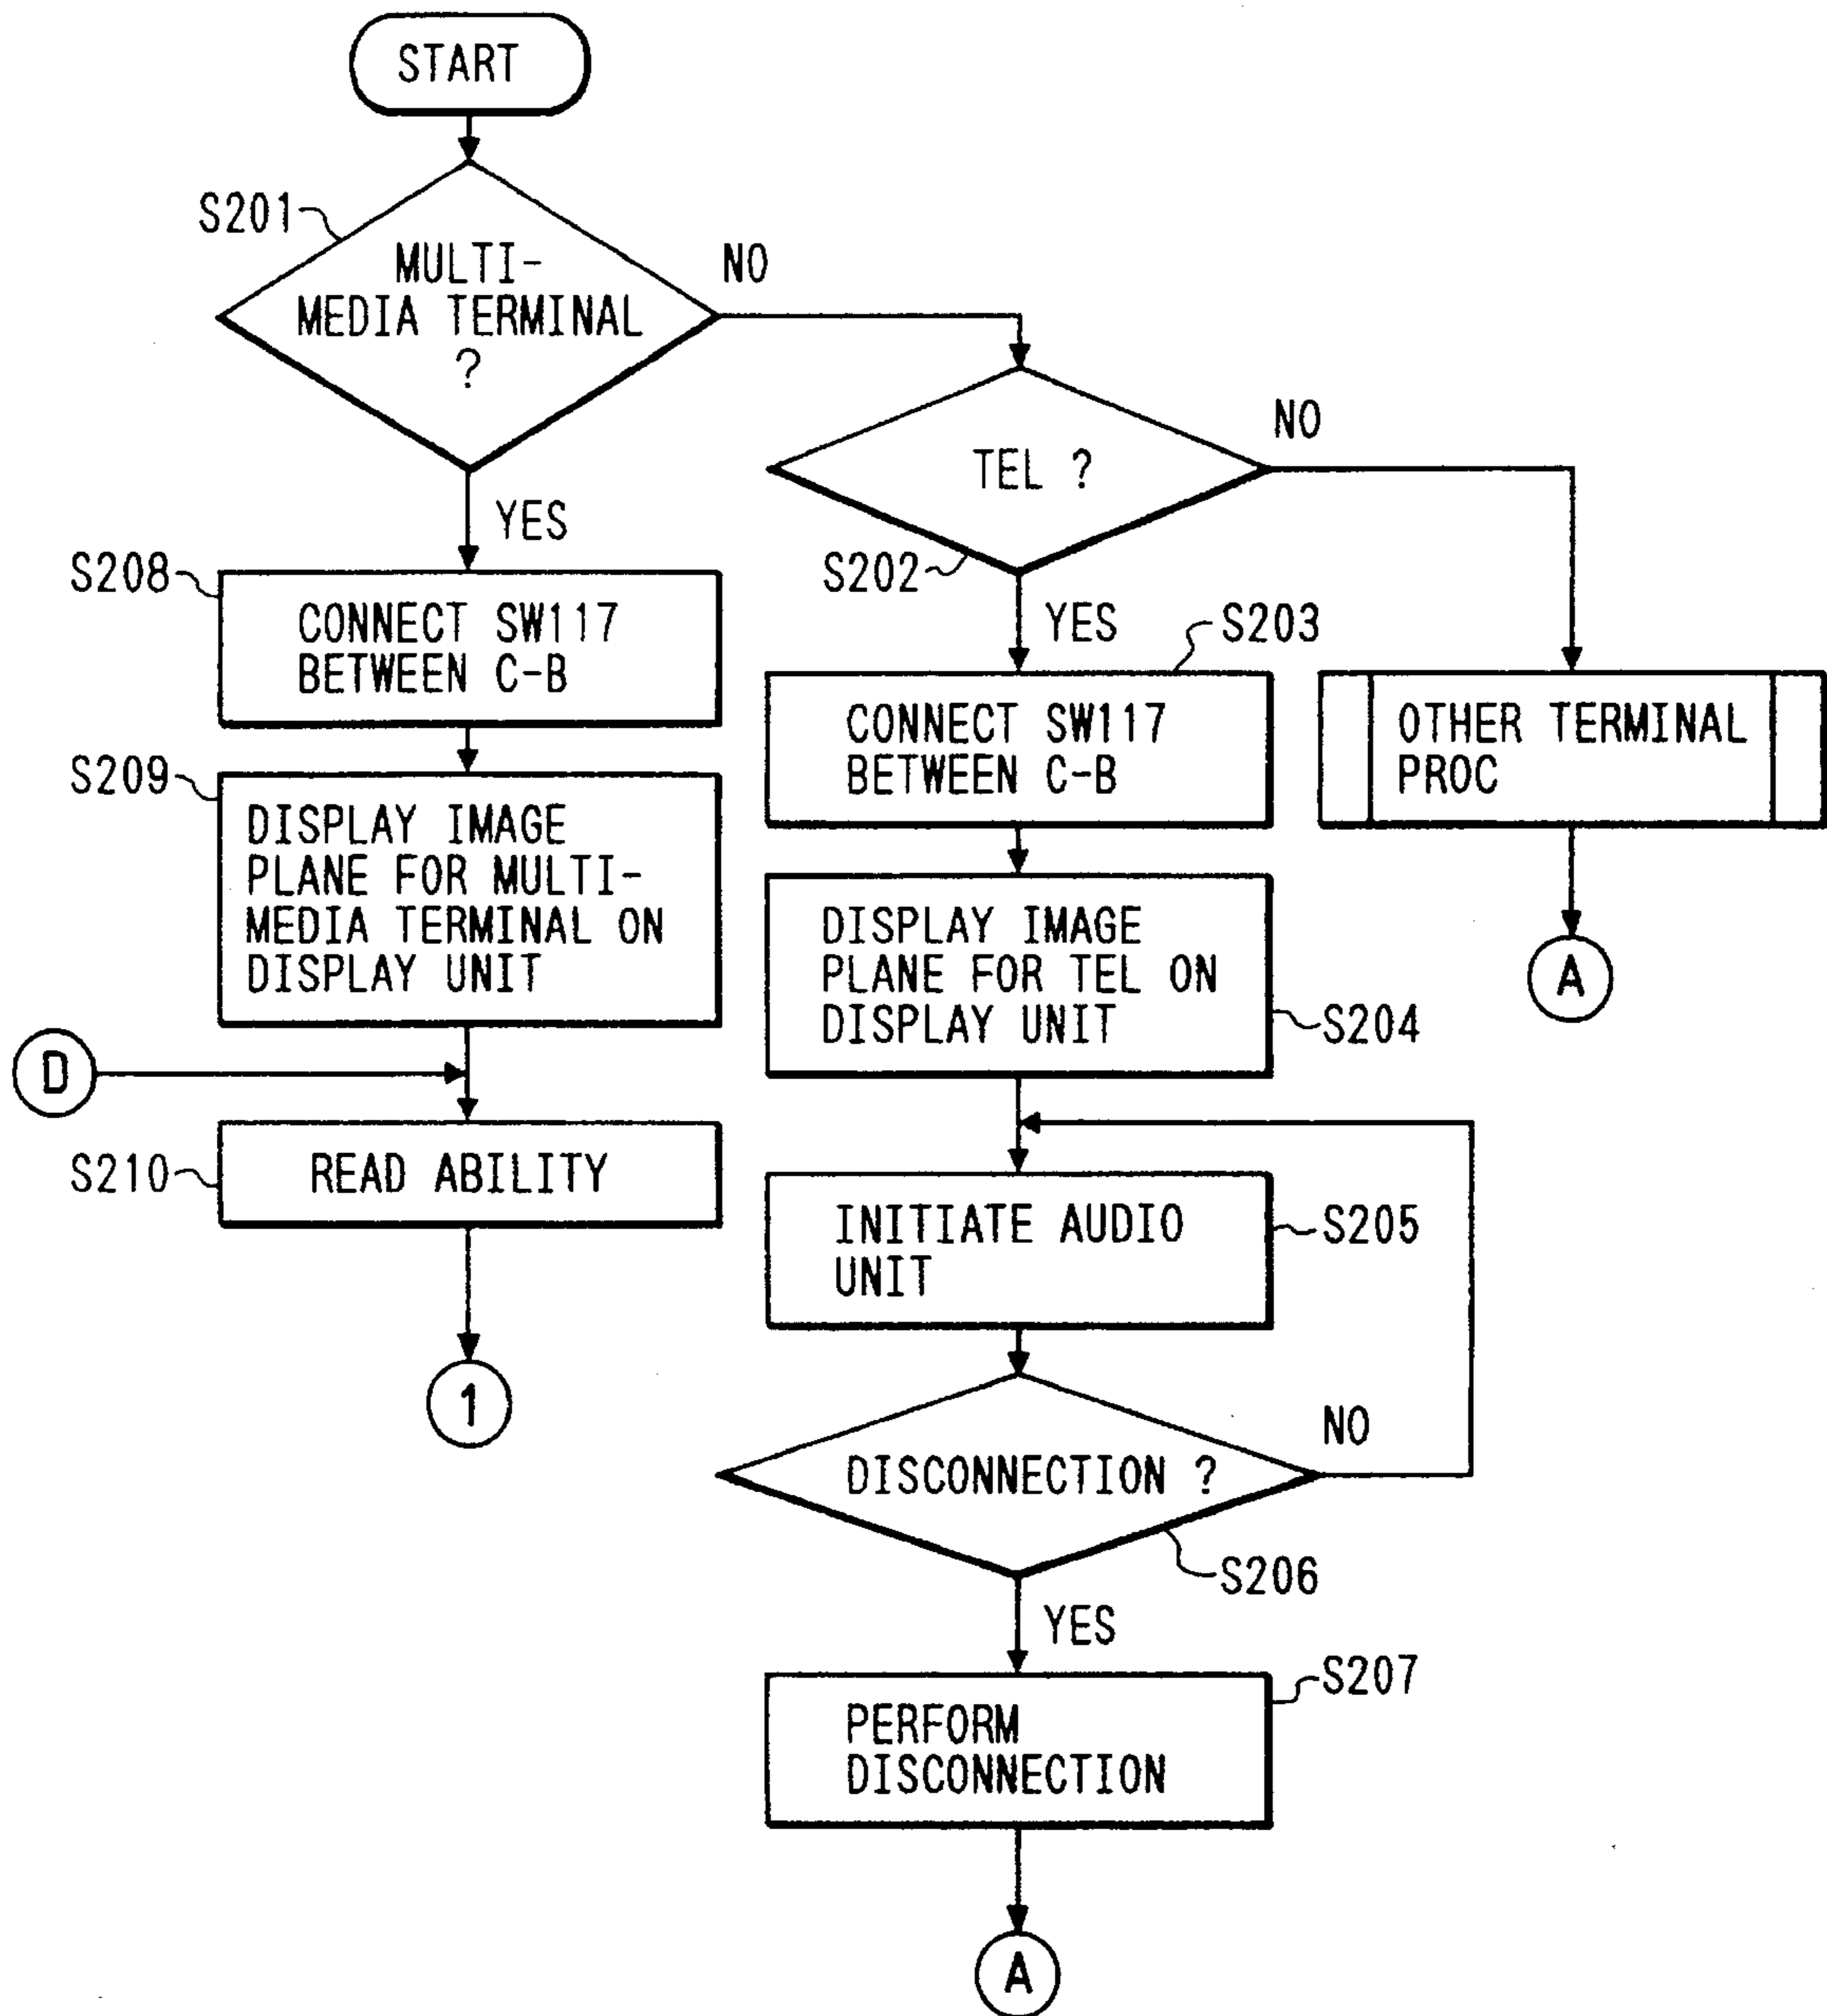 START
S201
MULTI-
MEDIA TERMINAL
?
NO
YES
TEL ?
S202
NO
YES
S208
CONNECT SW117
BETWEEN C-B
S203
CONNECT SW117
BETWEEN C-B
OTHER TERMINAL
PROC
A
S209
DISPLAY IMAGE
PLANE FOR MULTI-
MEDIA TERMINAL ON
DISPLAY UNIT
DISPLAY IMAGE
PLANE FOR TEL ON
DISPLAY UNIT
S204
D
S210
READ ABILITY
1
INITIATE AUDIO
UNIT
S205
DISCONNECTION ?
NO
S206
YES
S207
PERFORM
DISCONNECTION
A